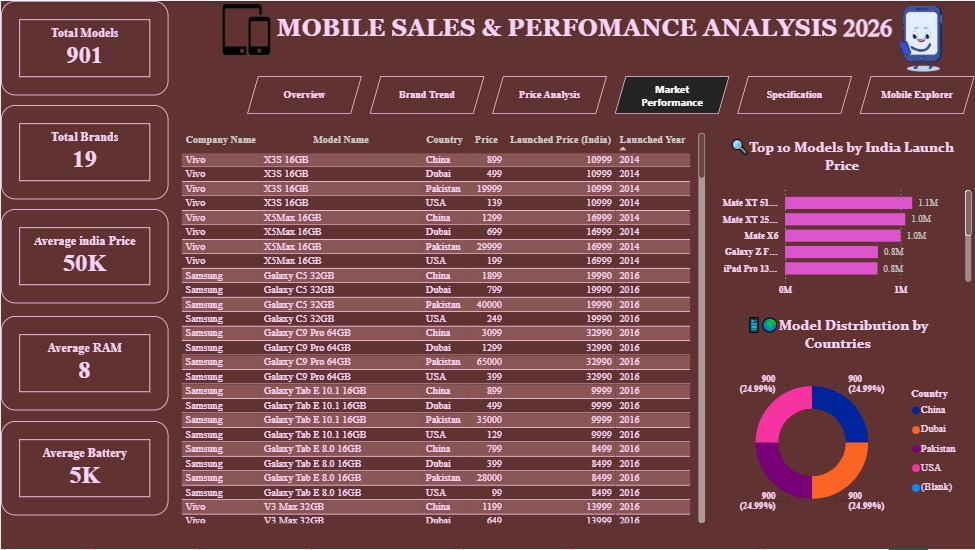 MOBILE SALES & PERFOMANCE ANALYSIS 2026
Total Models
901
Total Brands
19
Average india Price
50K
Average RAM
8
Average Battery
5K
Overview
Brand Trend
Price Analysis
Market
Performance
Specification
Mobile Explorer
Company Name Model Name Country Price Launched Price (India) Launched Year
Vivo X3S 16GB China 899 10999 2014
Vivo X3S 16GB Dubai 499 10999 2014
Vivo X3S 16GB Pakistan 19999 10999 2014
Vivo X3S 16GB USA 139 10999 2014
Vivo X5Max 16GB China 1299 16999 2014
Vivo X5Max 16GB Dubai 699 16999 2014
Vivo X5Max 16GB Pakistan 29999 16999 2014
Vivo X5Max 16GB USA 199 16999 2014
Samsung Galaxy C5 32GB China 1899 19990 2016
Samsung Galaxy C5 32GB Dubai 799 19990 2016
Samsung Galaxy C5 32GB Pakistan 40000 19990 2016
Samsung Galaxy C5 32GB USA 249 19990 2016
Samsung Galaxy C9 Pro 64GB China 3099 32990 2016
Samsung Galaxy C9 Pro 64GB Dubai 1299 32990 2016
Samsung Galaxy C9 Pro 64GB Pakistan 65000 32990 2016
Samsung Galaxy C9 Pro 64GB USA 399 32990 2016
Samsung Galaxy Tab E 10.1 16GB China 899 9999 2016
Samsung Galaxy Tab E 10.1 16GB Dubai 499 9999 2016
Samsung Galaxy Tab E 10.1 16GB Pakistan 35000 9999 2016
Samsung Galaxy Tab E 10.1 16GB USA 129 9999 2016
Samsung Galaxy Tab E 8.0 16GB China 799 8499 2016
Samsung Galaxy Tab E 8.0 16GB Dubai 399 8499 2016
Samsung Galaxy Tab E 8.0 16GB Pakistan 28000 8499 2016
Samsung Galaxy Tab E 8.0 16GB USA 99 8499 2016
Vivo V3 Max 32GB China 1199 13999 2016
Vivo V3 Max 32GB Dubai 649 13999 2016
Top 10 Models by India Launch
Price
Mate XT 51... 1.1M
Mate XT 25... 1.0M
Mate X6 1.0M
Galaxy Z F... 0.8M
iPad Pro 13... 0.8M
0M 1M
Model Distribution by
Countries
900
(24.99%)
900
(24.99%)
900
(24.99%)
900
(24.99%)
Country
China
Dubai
Pakistan
USA
(Blank)